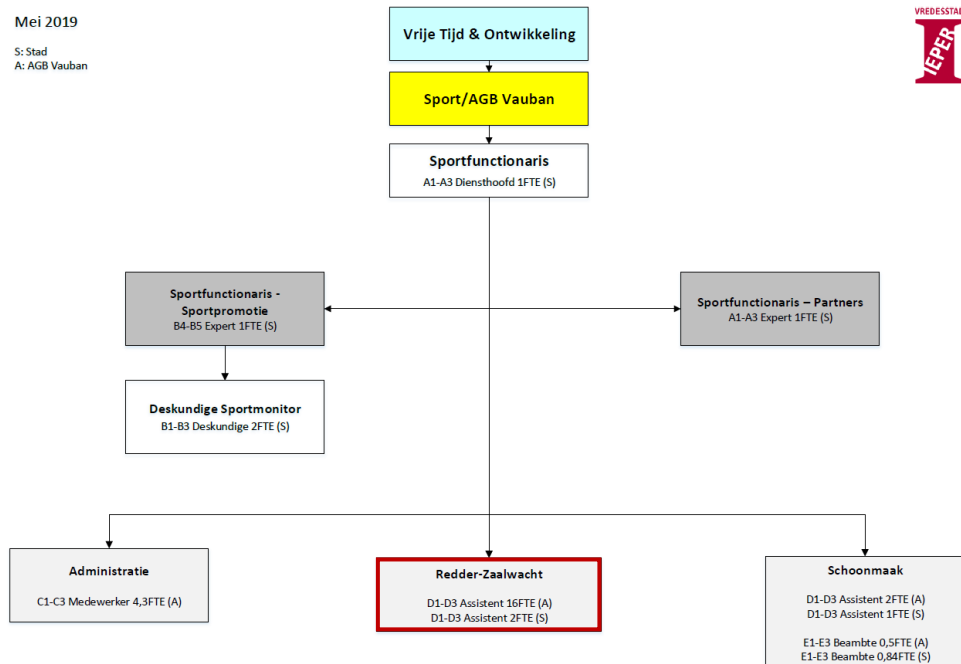 Mei 2019
S: Stad
A: AGB Vauban
VREDESSTAD
IEPER
Vrije Tijd & Ontwikkeling
Sport/AGB Vauban
Sportfunctionaris
A1-A3 Diensthoofd 1FTE (S)
Sportfunctionaris -
Sportpromotie
B4-B5 Expert 1FTE (S)
Sportfunctionaris – Partners
A1-A3 Expert 1FTE (S)
Deskundige Sportmonitor
B1-B3 Deskundige 2FTE (S)
Administratie
C1-C3 Medewerker 4,3FTE (A)
Redder-Zaalwacht
D1-D3 Assistent 16FTE (A)
D1-D3 Assistent 2FTE (S)
Schoonmaak
D1-D3 Assistent 2FTE (A)
D1-D3 Assistent 1FTE (S)
E1-E3 Beambte 0,5FTE (A)
E1-E3 Beambte 0,84FTE (S)